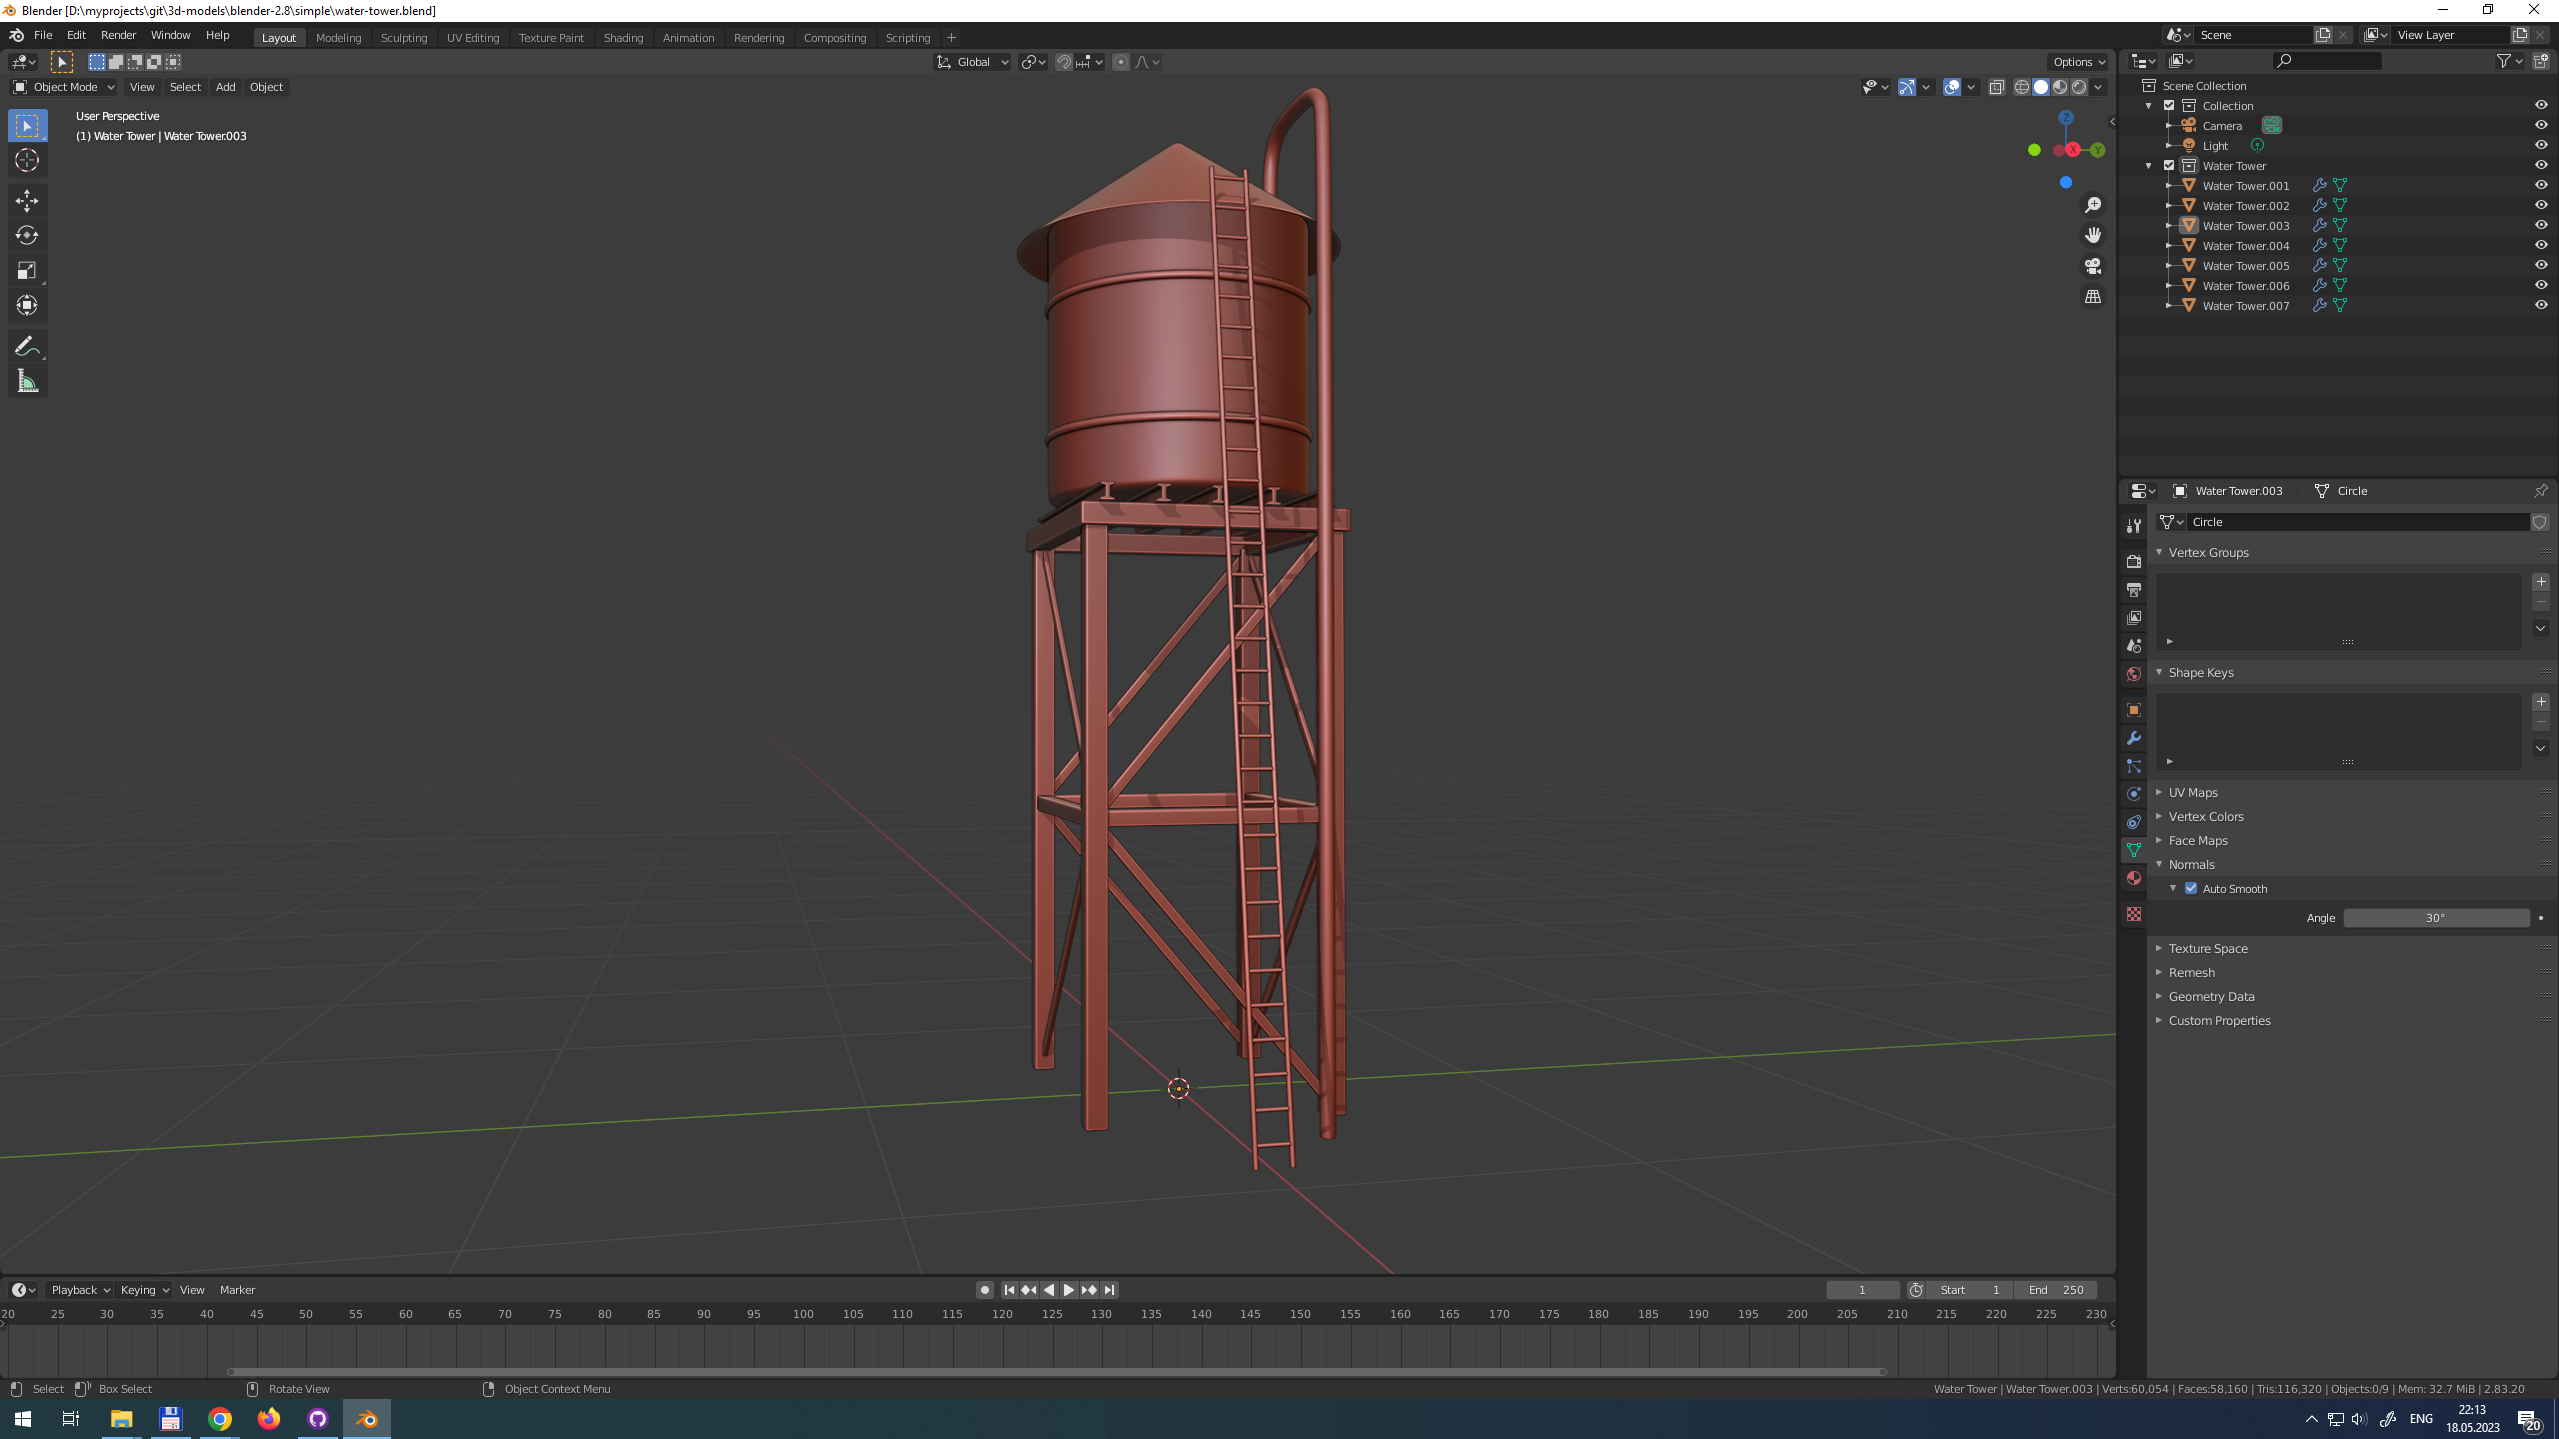 Blender [D:\myprojects\git\3d-models\blender-2.8\simple\water-tower.blend]
File Edit Render Window Help Layout Modeling Sculpting UV Editing Texture Paint Shading Animation Rendering Compositing Scripting + Scene View Layer
Global Options
Object Mode View Select Add Object
User Perspective
(1) Water Tower | Water Tower.003
Z
X Y
Scene Collection
Collection
Camera
Light
Water Tower
Water Tower.001
Water Tower.002
Water Tower.003
Water Tower.004
Water Tower.005
Water Tower.006
Water Tower.007
Water Tower.003 Circle
Circle
Vertex Groups
Shape Keys
UV Maps
Vertex Colors
Face Maps
Normals
Auto Smooth
Angle 30°
Texture Space
Remesh
Geometry Data
Custom Properties
Playback Keying View Marker 1 Start 1 End 250
20 25 30 35 40 45 50 55 60 65 70 75 80 85 90 95 100 105 110 115 120 125 130 135 140 145 150 155 160 165 170 175 180 185 190 195 200 205 210 215 220 225 230
Select Box Select Rotate View Object Context Menu Water Tower | Water Tower.003 | Verts:60,054 | Faces:58,160 | Tris:116,320 | Objects:0/9 | Mem: 32.7 MiB | 2.83.20
ENG 22:13
18.05.2023 20